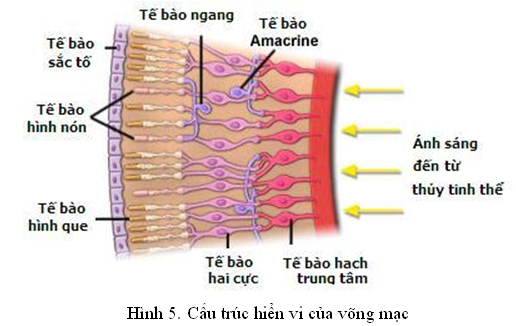 Tế bào ngang
Tế bào
Amacrine
Tế bào
sắc tố
Tế bào
hình nón
Ánh sáng
đến từ
thủy tinh thể
Tế bào
hình que
Tế bào
hai cực
Tế bào hạch
trung tâm
Hình 5. Cấu trúc hiển vi của võng mạc